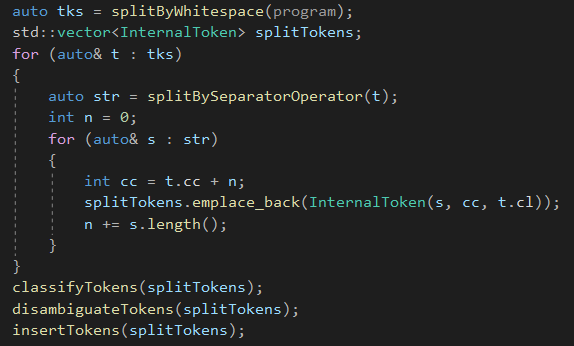 auto tks = splitByWhitespace(program);
std::vector<InternalToken> splitTokens;
for (auto& t : tks)
{
    auto str = splitBySeparatorOperator(t);
    int n = 0;
    for (auto& s : str)
    {
        int cc = t.cc + n;
        splitTokens.emplace_back(InternalToken(s, cc, t.cl));
        n += s.length();
    }
}
classifyTokens(splitTokens);
disambiguateTokens(splitTokens);
insertTokens(splitTokens);